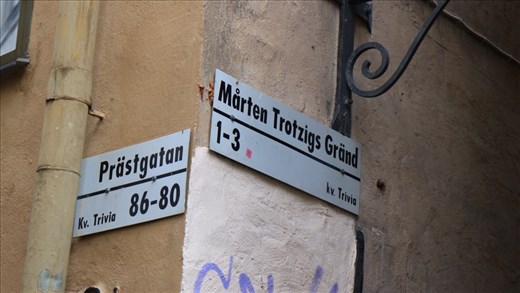 Prästgatan
Kv. Trivia 86-80
Mårten Trotzigs Gränd
1-3
kv. Trivia